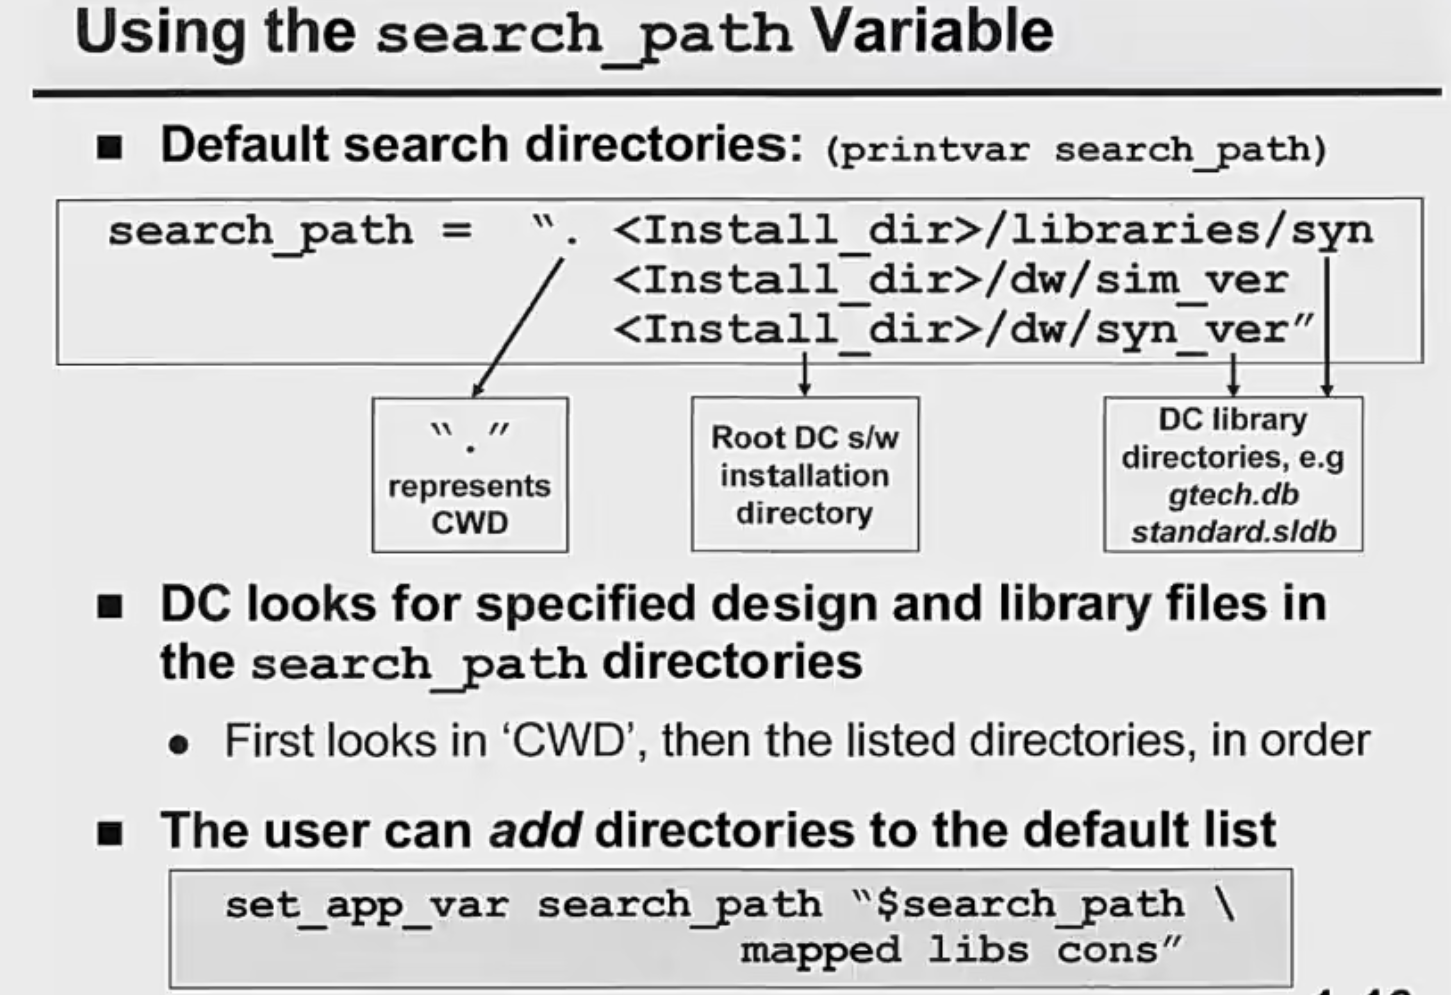 Using the search_path Variable
■ Default search directories: (printvar search_path)
search_path = ". <Install_dir>/libraries/syn
<Install_dir>/dw/sim_ver
<Install_dir>/dw/syn_ver"
"."
represents
CWD
Root DC s/w
installation
directory
DC library
directories, e.g
gtech.db
standard.sldb
■ DC looks for specified design and library files in
the search_path directories
● First looks in ‘CWD’, then the listed directories, in order
■ The user can add directories to the default list
set_app_var search_path "$search_path \
mapped libs cons"